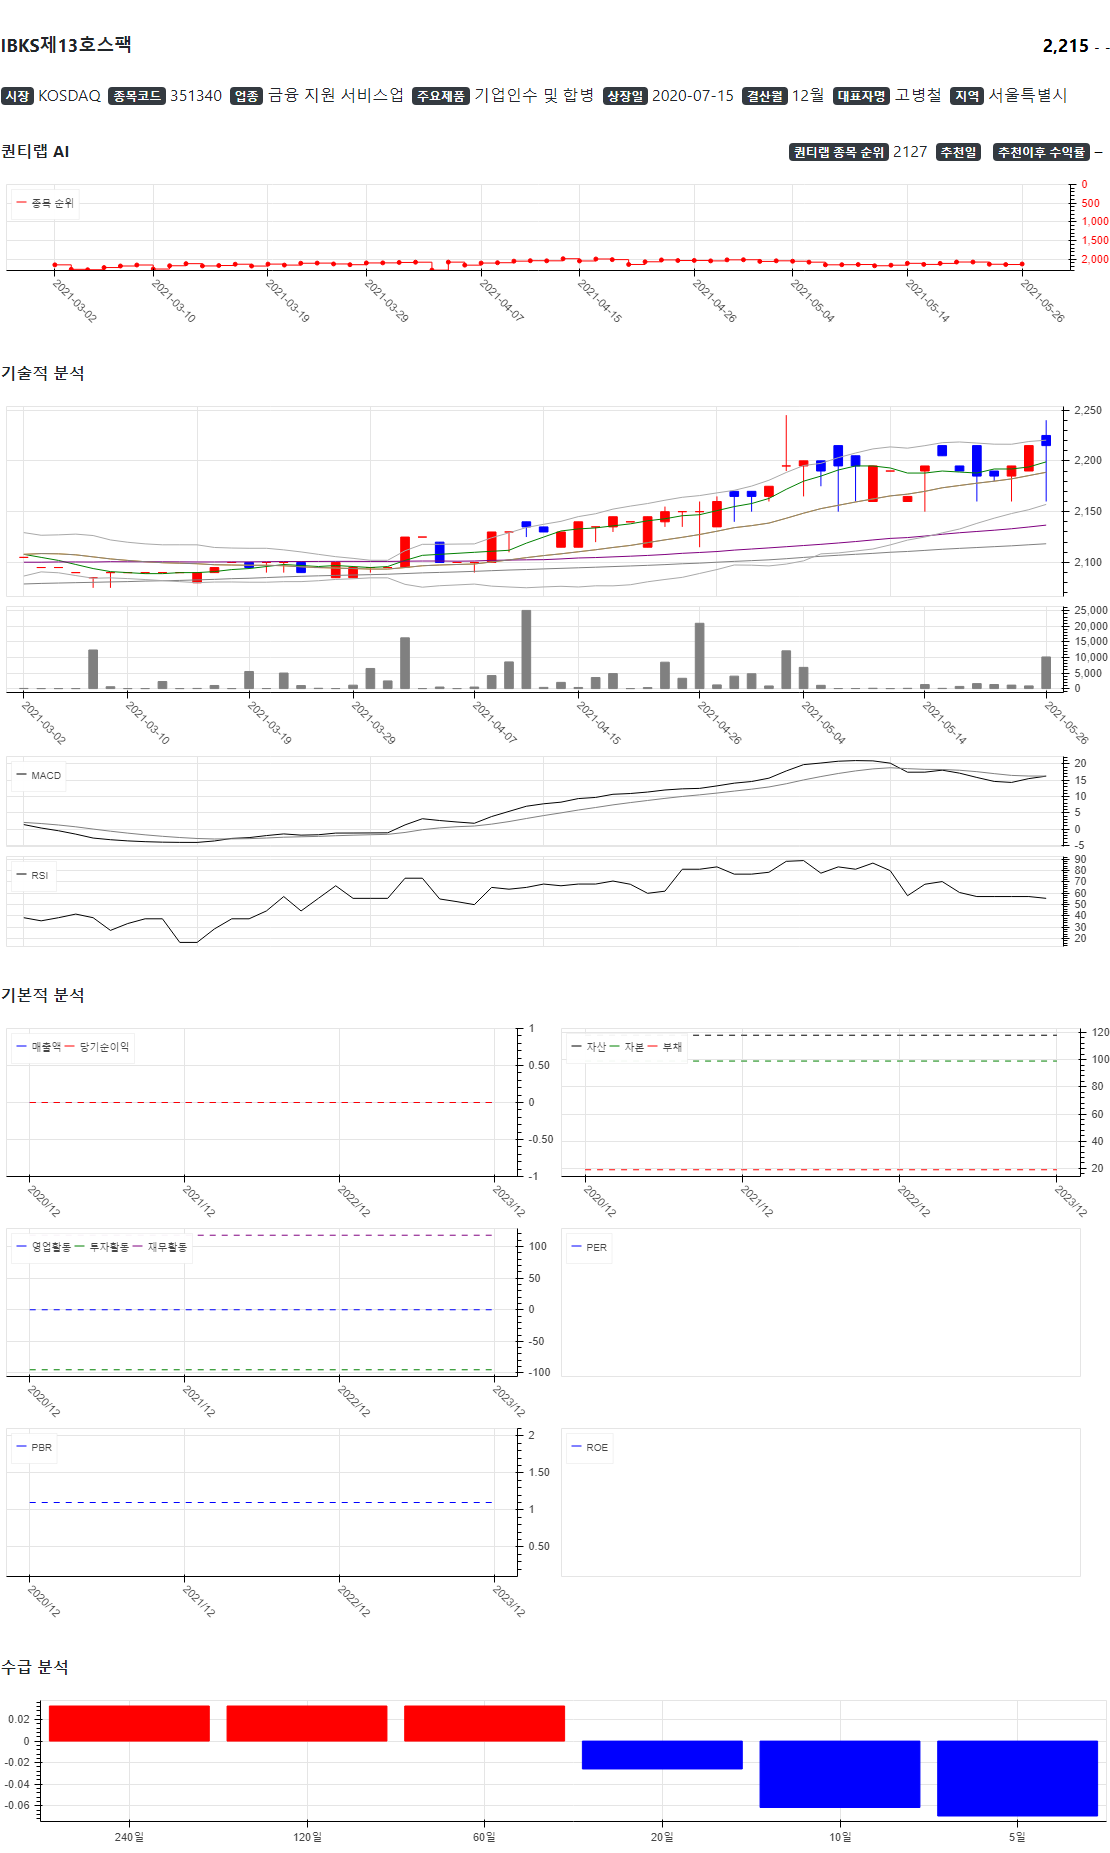 IBKS제13호스팩 2,215 - -
시장 KOSDAQ 종목코드 351340 업종 금융 지원 서비스업 주요제품 기업인수 및 합병 상장일 2020-07-15 결산월 12월 대표자명 고병철 지역 서울특별시
퀀티랩 AI 퀀티랩 종목 순위 2127 추천일 추천이후 수익률 –
종목 순위
0
500
1,000
1,500
2,000
2021-03-02 2021-03-10 2021-03-19 2021-03-29 2021-04-07 2021-04-15 2021-04-26 2021-05-04 2021-05-14 2021-05-26
기술적 분석
2,250
2,200
2,150
2,100
25,000
20,000
15,000
10,000
5,000
0
2021-03-02 2021-03-10 2021-03-19 2021-03-29 2021-04-07 2021-04-15 2021-04-26 2021-05-04 2021-05-14 2021-05-26
MACD
20
15
10
5
0
-5
RSI
90
80
70
60
50
40
30
20
기본적 분석
매출액 당기순이익
1
0.50
0
-0.50
-1
2020/12 2021/12 2022/12 2023/12
자산 자본 부채
120
100
80
60
40
20
2020/12 2021/12 2022/12 2023/12
영업활동 투자활동 재무활동
100
50
0
-50
-100
2020/12 2021/12 2022/12 2023/12
PER
PBR
2
1.50
1
0.50
2020/12 2021/12 2022/12 2023/12
ROE
수급 분석
0.02
0
-0.02
-0.04
-0.06
240일 120일 60일 20일 10일 5일